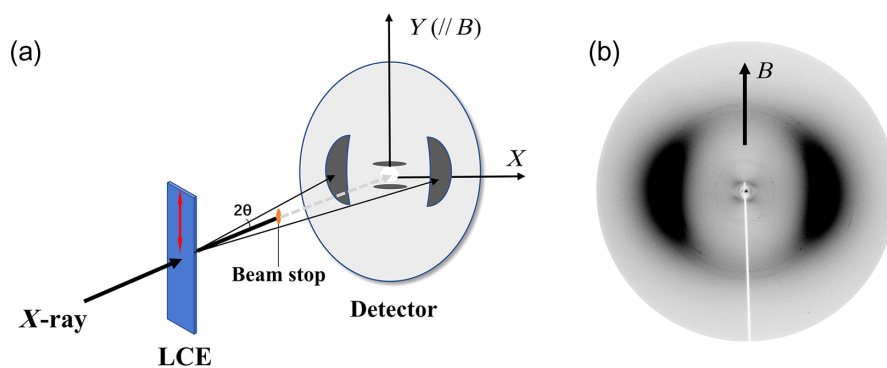 (a)
Y (// B)
X
2θ
Beam stop
X-ray
LCE
Detector
(b)
B